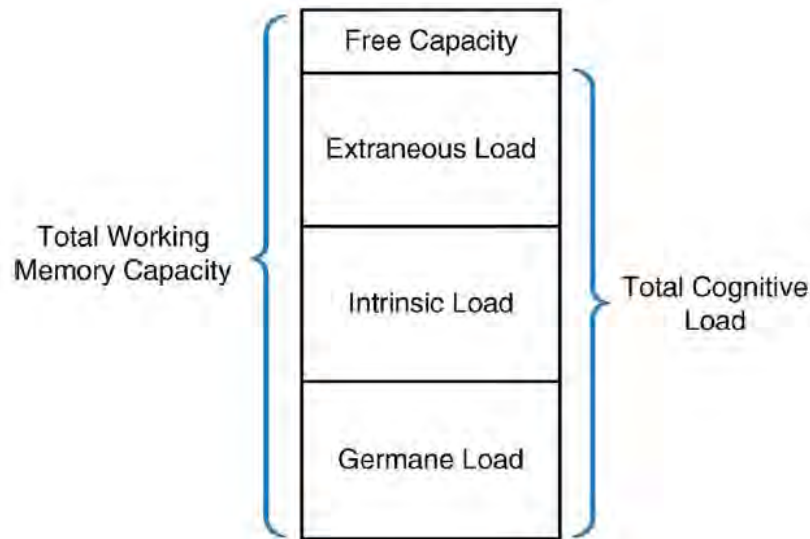 Free Capacity
Extraneous Load
Total Working
Memory Capacity
Intrinsic Load
Total Cognitive
Load
Germane Load